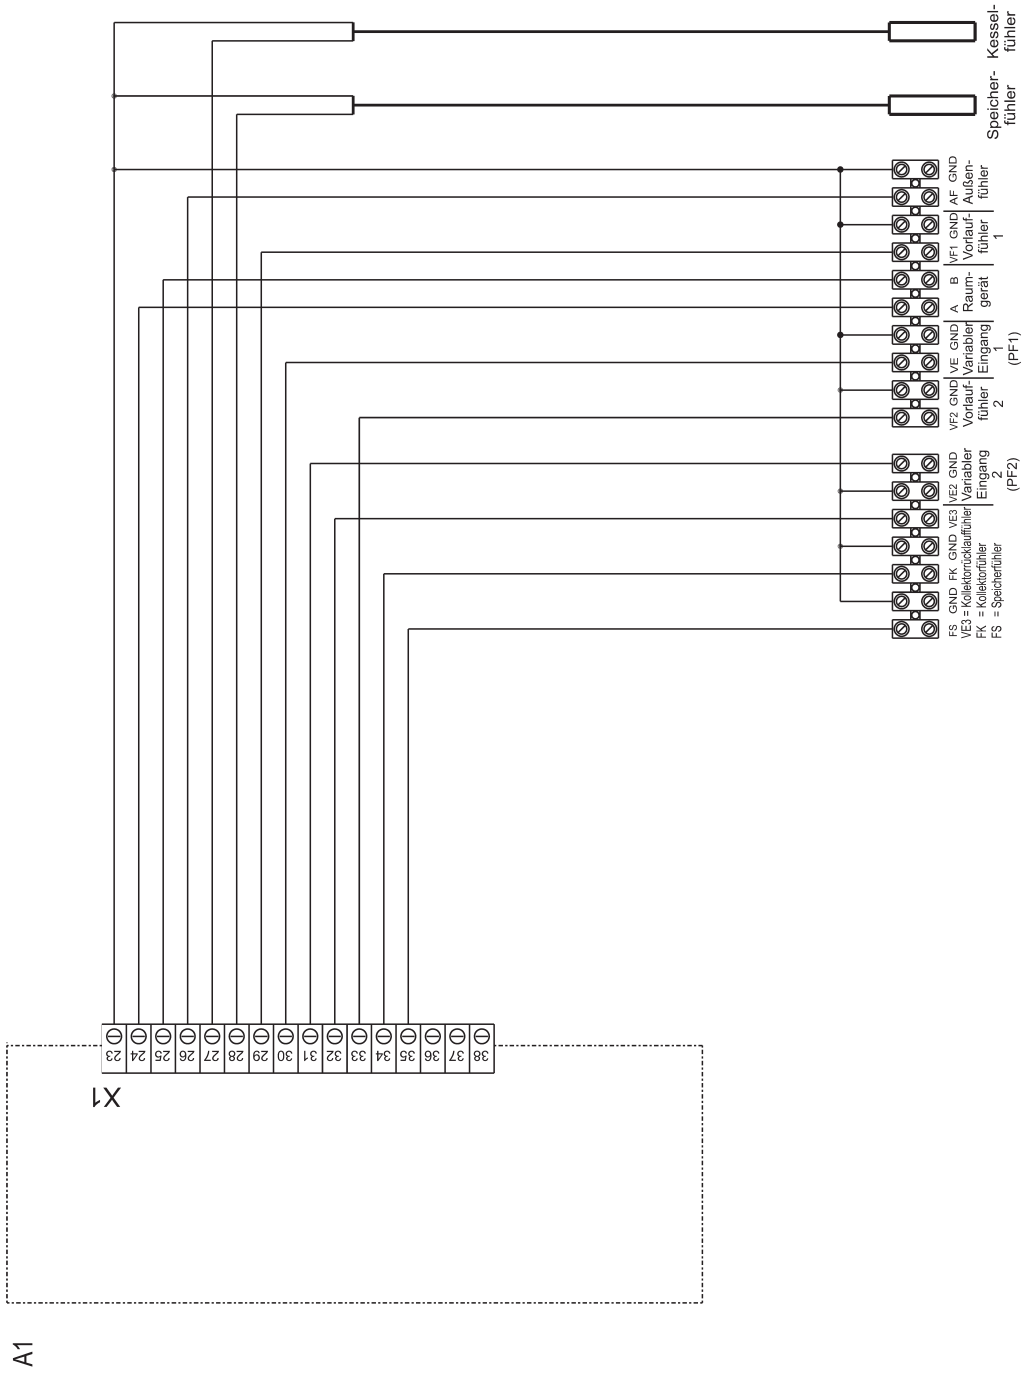 Kessel-
fühler
Speicher-
fühler
GND
AF
Außen-
fühler
GND
VF1
Vorlauf-
fühler
1
B
A
Raum-
gerät
GND
VE
Variabler
Eingang
1
(PF1)
GND
VF2
Vorlauf-
fühler
2
GND
VE2
Variabler
Eingang
2
(PF2)
VE3
GND
FK
GND
FS
VE3 = Kollektorrücklauffühler
FK = Kollektorfühler
FS = Speicherfühler
23
24
25
26
27
28
29
30
31
32
33
34
35
36
37
38
X1
A1